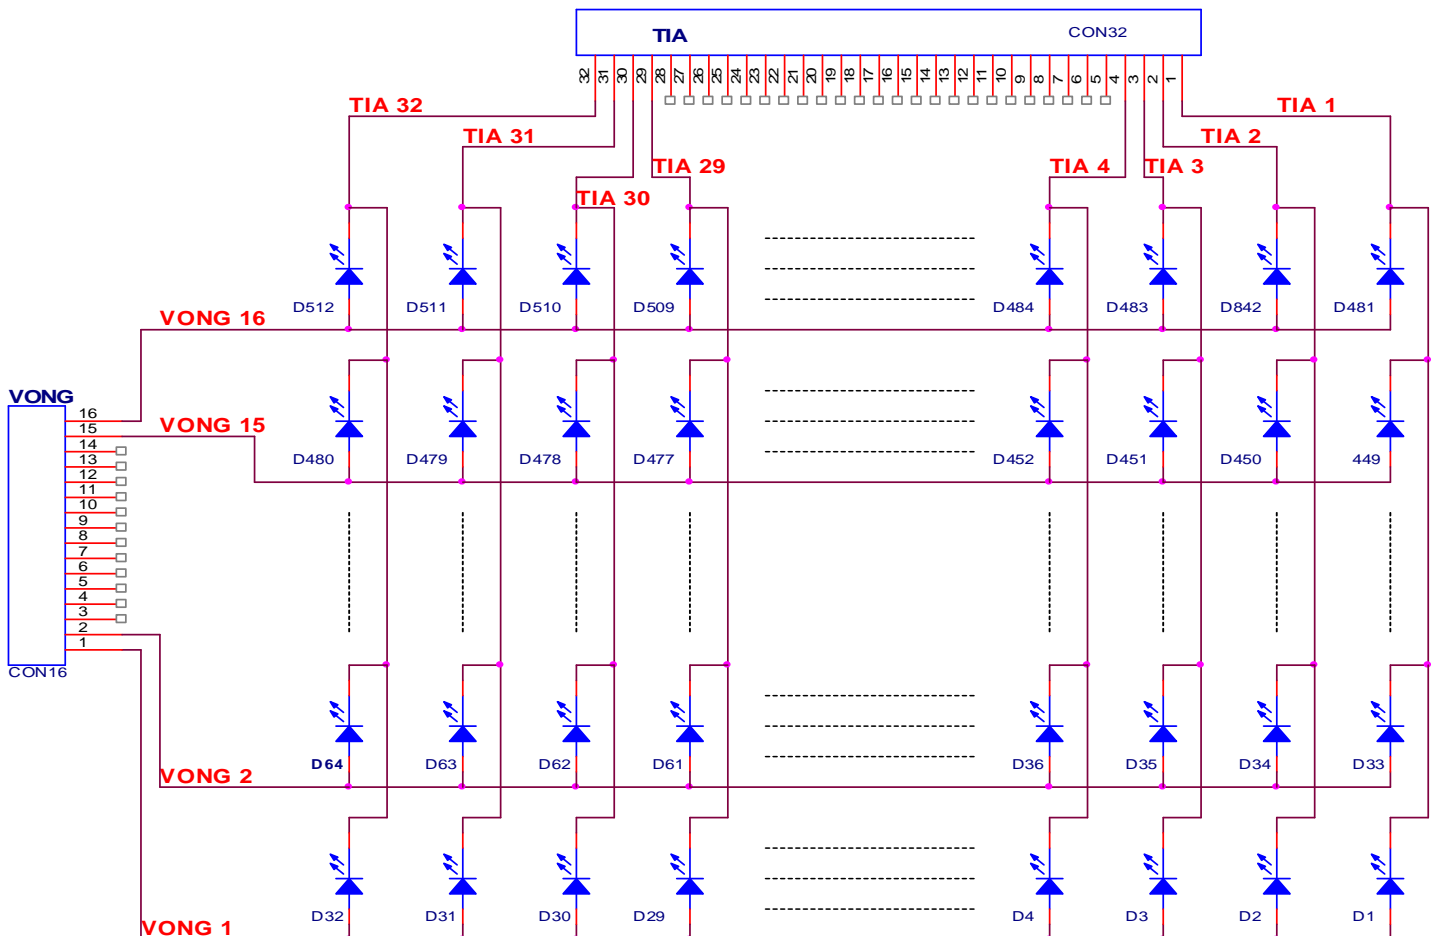 TIA CON32
32 31 30 29 28 27 26 25 24 23 22 21 20 19 18 17 16 15 14 13 12 11 10 9 8 7 6 5 4 3 2 1
TIA 32 TIA 1
TIA 31 TIA 2
TIA 29 TIA 4 TIA 3
TIA 30
D512 D511 D510 D509 D484 D483 D842 D481
VONG 16
VONG
16
VONG 15
15
14
13
12
11
10
9
8
7
6
5
4
3
2
1
CON16
D480 D479 D478 D477 D452 D451 D450 449
D64 D63 D62 D61 D36 D35 D34 D33
VONG 2
D32 D31 D30 D29 D4 D3 D2 D1
VONG 1